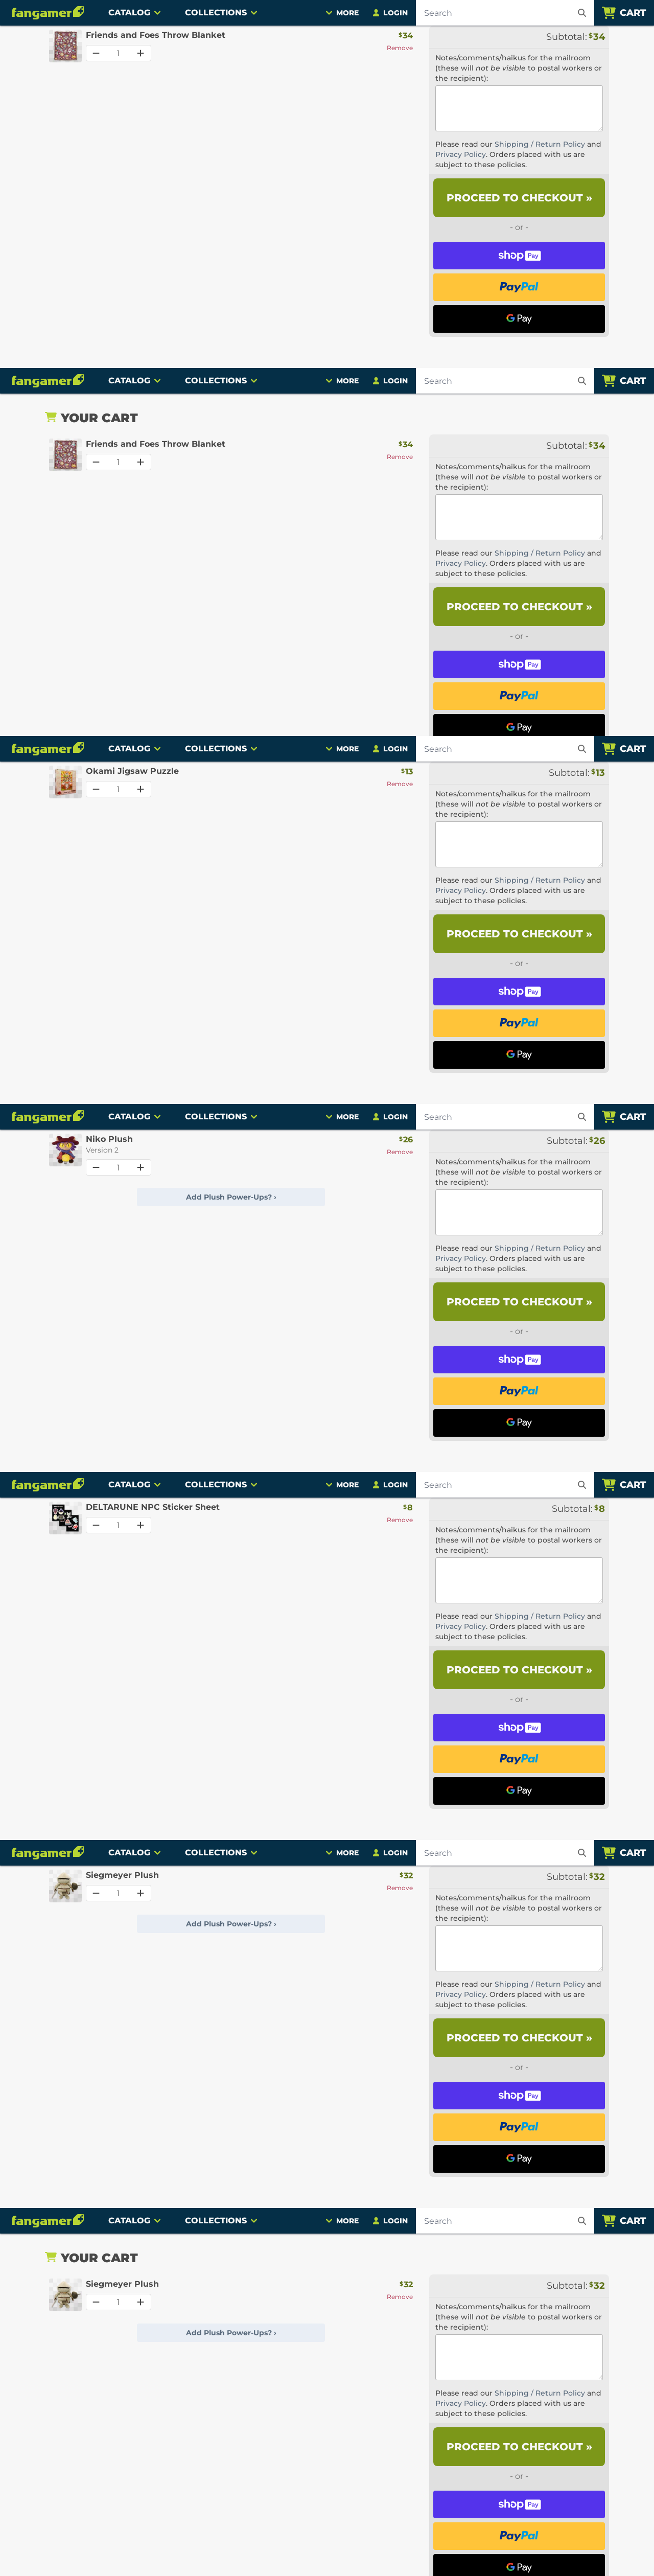 fangamer CATALOG COLLECTIONS MORE LOGIN Search 1 CART
Friends and Foes Throw Blanket $34 Subtotal: $34
1 Remove
Notes/comments/haikus for the mailroom
(these will not be visible to postal workers or
the recipient):
Please read our Shipping / Return Policy and
Privacy Policy. Orders placed with us are
subject to these policies.
PROCEED TO CHECKOUT »
- or -
shop Pay
PayPal
G Pay
fangamer CATALOG COLLECTIONS MORE LOGIN Search 1 CART
YOUR CART
Friends and Foes Throw Blanket $34 Subtotal: $34
1 Remove
Notes/comments/haikus for the mailroom
(these will not be visible to postal workers or
the recipient):
Please read our Shipping / Return Policy and
Privacy Policy. Orders placed with us are
subject to these policies.
PROCEED TO CHECKOUT »
- or -
shop Pay
PayPal
G Pay
fangamer CATALOG COLLECTIONS MORE LOGIN Search 1 CART
Okami Jigsaw Puzzle $13 Subtotal: $13
1 Remove
Notes/comments/haikus for the mailroom
(these will not be visible to postal workers or
the recipient):
Please read our Shipping / Return Policy and
Privacy Policy. Orders placed with us are
subject to these policies.
PROCEED TO CHECKOUT »
- or -
shop Pay
PayPal
G Pay
fangamer CATALOG COLLECTIONS MORE LOGIN Search 1 CART
Niko Plush $26 Subtotal: $26
Version 2 Remove
1
Add Plush Power-Ups? ›
Notes/comments/haikus for the mailroom
(these will not be visible to postal workers or
the recipient):
Please read our Shipping / Return Policy and
Privacy Policy. Orders placed with us are
subject to these policies.
PROCEED TO CHECKOUT »
- or -
shop Pay
PayPal
G Pay
fangamer CATALOG COLLECTIONS MORE LOGIN Search 1 CART
DELTARUNE NPC Sticker Sheet $8 Subtotal: $8
1 Remove
Notes/comments/haikus for the mailroom
(these will not be visible to postal workers or
the recipient):
Please read our Shipping / Return Policy and
Privacy Policy. Orders placed with us are
subject to these policies.
PROCEED TO CHECKOUT »
- or -
shop Pay
PayPal
G Pay
fangamer CATALOG COLLECTIONS MORE LOGIN Search 1 CART
Siegmeyer Plush $32 Subtotal: $32
1 Remove
Add Plush Power-Ups? ›
Notes/comments/haikus for the mailroom
(these will not be visible to postal workers or
the recipient):
Please read our Shipping / Return Policy and
Privacy Policy. Orders placed with us are
subject to these policies.
PROCEED TO CHECKOUT »
- or -
shop Pay
PayPal
G Pay
fangamer CATALOG COLLECTIONS MORE LOGIN Search 1 CART
YOUR CART
Siegmeyer Plush $32 Subtotal: $32
1 Remove
Add Plush Power-Ups? ›
Notes/comments/haikus for the mailroom
(these will not be visible to postal workers or
the recipient):
Please read our Shipping / Return Policy and
Privacy Policy. Orders placed with us are
subject to these policies.
PROCEED TO CHECKOUT »
- or -
shop Pay
PayPal
G Pay